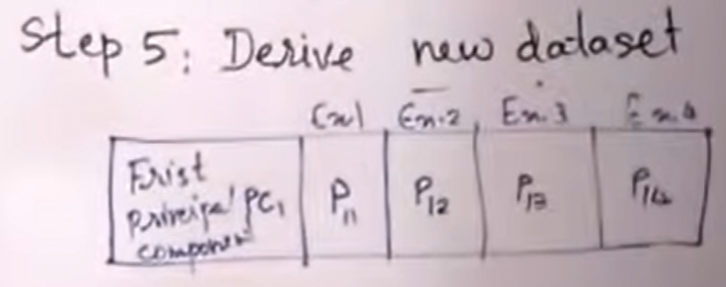 Step 5: Derive new dataset
Ex.1 Ex.2 Ex.3 Ex.4
Frist
principal PC₁ P₁₁ P₁₂ P₁₃ P₁₄
component